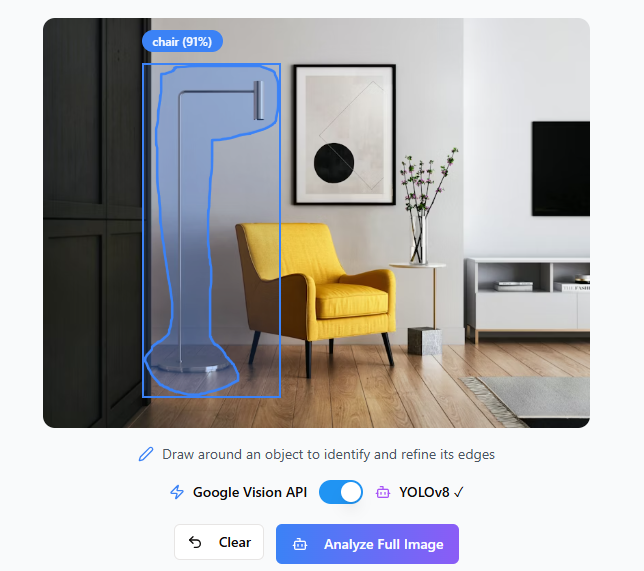 chair (91%)
FASHI
Draw around an object to identify and refine its edges
Google Vision API
YOLOv8 ✓
Clear
Analyze Full Image